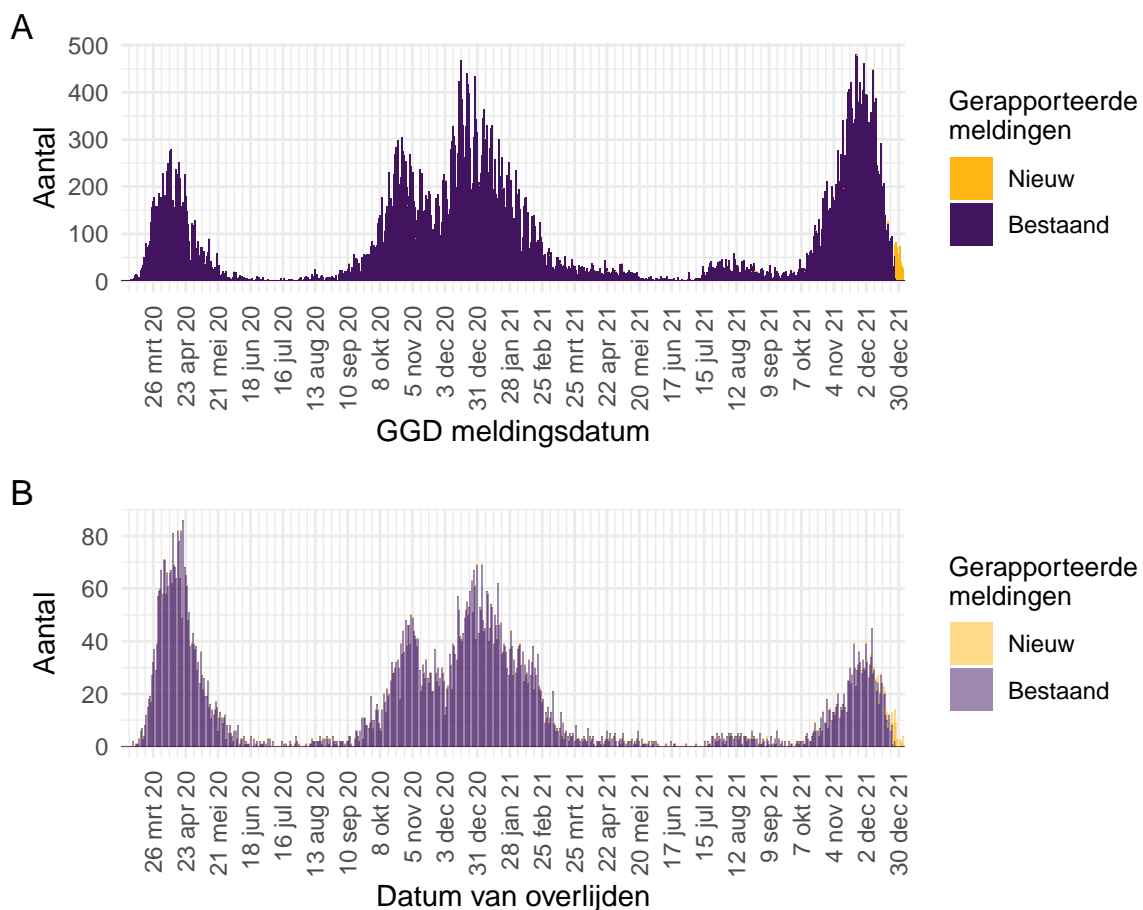 A
500
400
300
200
100
0
Aantal
26 mrt 20
23 apr 20
21 mei 20
18 jun 20
16 jul 20
13 aug 20
10 sep 20
8 okt 20
5 nov 20
3 dec 20
31 dec 20
28 jan 21
25 feb 21
25 mrt 21
22 apr 21
20 mei 21
17 jun 21
15 jul 21
12 aug 21
9 sep 21
7 okt 21
4 nov 21
2 dec 21
30 dec 21
GGD meldingsdatum
Gerapporteerde
meldingen
Nieuw
Bestaand
B
80
60
40
20
0
Aantal
26 mrt 20
23 apr 20
21 mei 20
18 jun 20
16 jul 20
13 aug 20
10 sep 20
8 okt 20
5 nov 20
3 dec 20
31 dec 20
28 jan 21
25 feb 21
25 mrt 21
22 apr 21
20 mei 21
17 jun 21
15 jul 21
12 aug 21
9 sep 21
7 okt 21
4 nov 21
2 dec 21
30 dec 21
Datum van overlijden
Gerapporteerde
meldingen
Nieuw
Bestaand